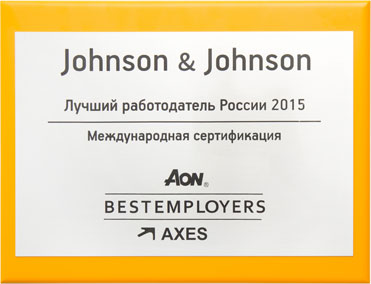 Johnson & Johnson
Лучший работодатель России 2015
Международная сертификация
AON®
BESTEMPLOYERS
AXES